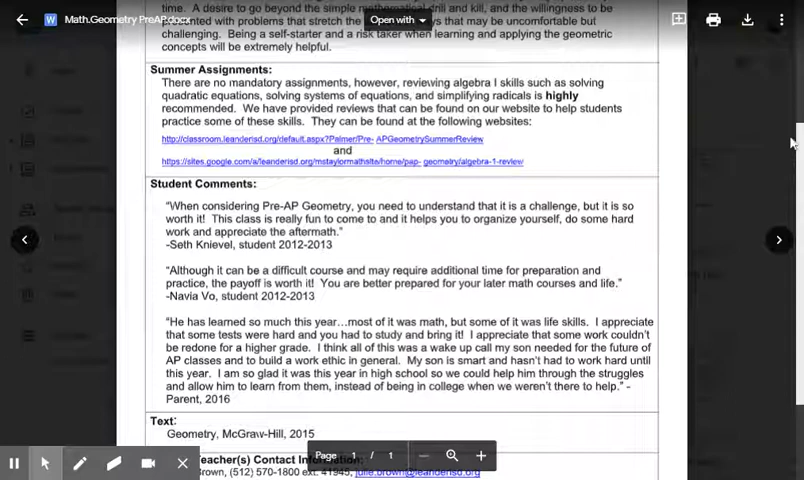 Math.Geometry PreAP.docx
Open with
time. A desire to go beyond the simple mathematical drill and kill, and the willingness to be
presented with problems that stretch the that may be uncomfortable but
challenging. Being a self-starter and a risk taker when learning and applying the geometric
concepts will be extremely helpful.
Summer Assignments:
There are no mandatory assignments, however, reviewing algebra I skills such as solving
quadratic equations, solving systems of equations, and simplifying radicals is highly
recommended. We have provided reviews that can be found on our website to help students
practice some of these skills. They can be found at the following websites:
http://classroom.leanderisd.org/default.aspx?Palmer/Pre- APGeometrySummerReview
and
https://sites.google.com/a/leanderisd.org/mstaylormathsite/home/pap- geometry/algebra-1-review
Student Comments:
"When considering Pre-AP Geometry, you need to understand that it is a challenge, but it is so
worth it! This class is really fun to come to and it helps you to organize yourself, do some hard
work and appreciate the aftermath."
-Seth Knievel, student 2012-2013
"Although it can be a difficult course and may require additional time for preparation and
practice, the payoff is worth it! You are better prepared for your later math courses and life."
-Navia Vo, student 2012-2013
"He has learned so much this year…most of it was math, but some of it was life skills. I appreciate
that some tests were hard and you had to study and bring it! I appreciate that some work couldn't
be redone for a higher grade. I think all of this was a wake up call my son needed for the future of
AP classes and to build a work ethic in general. My son is smart and hasn't had to work hard until
this year. I am so glad it was this year in high school so we could help him through the struggles
and allow him to learn from them, instead of being in college when we weren't there to help." -
Parent, 2016
Text:
Geometry, McGraw-Hill, 2015
Page 1 / 1
Teacher(s) Contact Information:
Brown, (512) 570-1800 ext. 41945, julie.brown@leanderisd.org